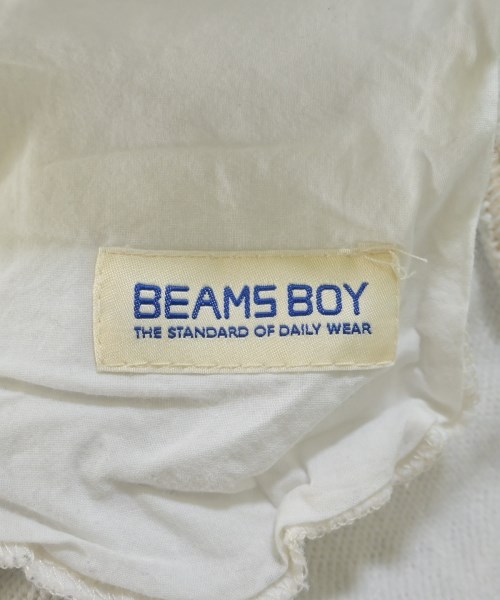 BEAMS BOY
THE STANDARD OF DAILY WEAR